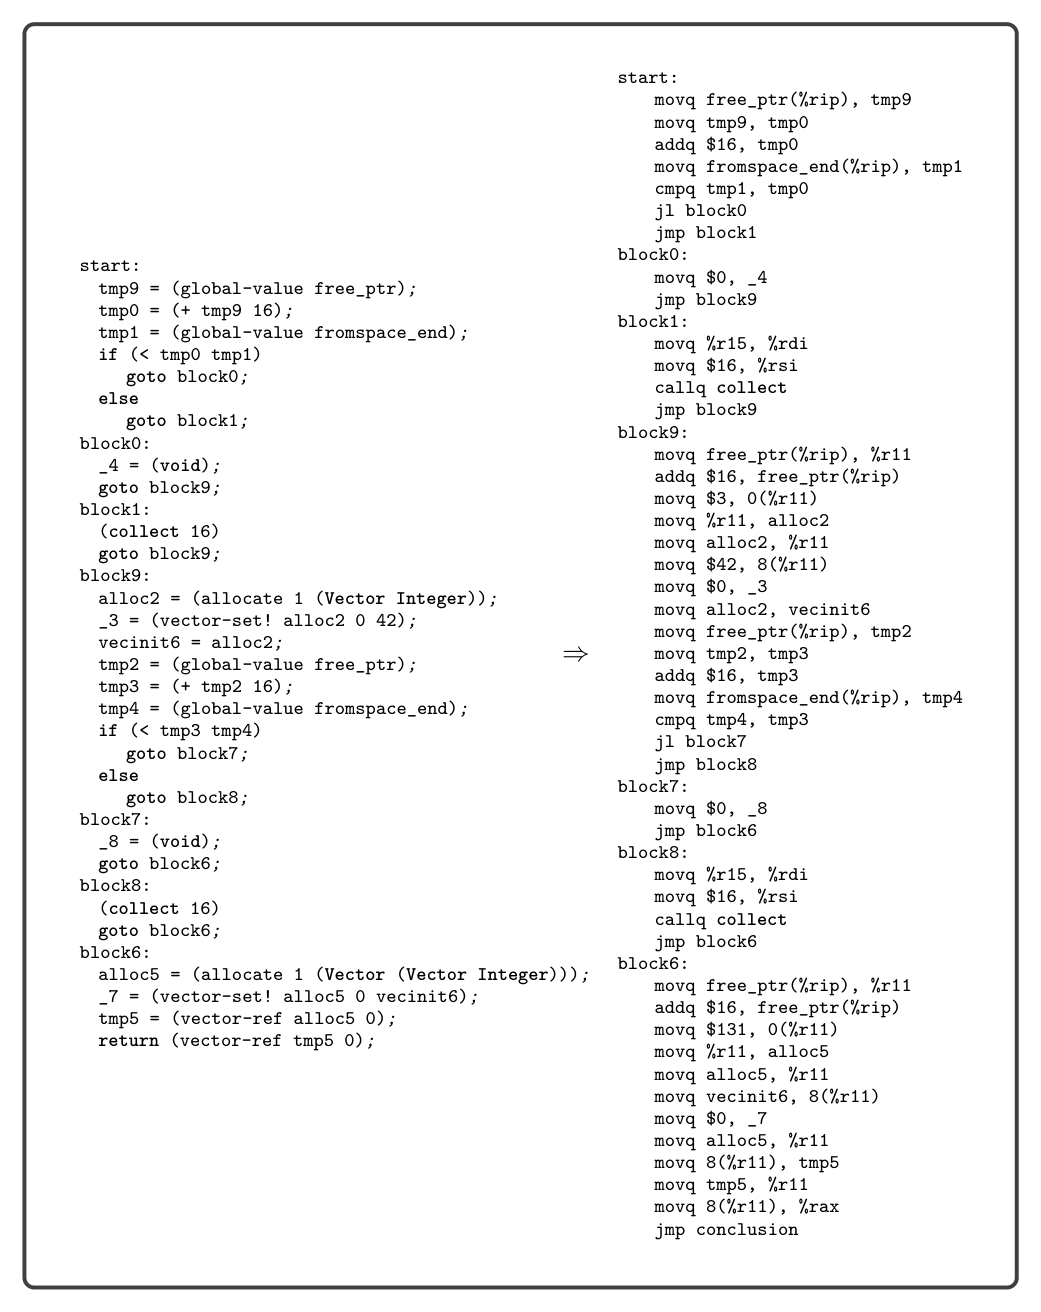 start:
tmp9 = (global-value free_ptr);
tmp0 = (+ tmp9 16);
tmp1 = (global-value fromspace_end);
if (< tmp0 tmp1)
goto block0;
else
goto block1;
block0:
_4 = (void);
goto block9;
block1:
(collect 16)
goto block9;
block9:
alloc2 = (allocate 1 (Vector Integer));
_3 = (vector-set! alloc2 0 42);
vecinit6 = alloc2;
tmp2 = (global-value free_ptr);
tmp3 = (+ tmp2 16);
tmp4 = (global-value fromspace_end);
if (< tmp3 tmp4)
goto block7;
else
goto block8;
block7:
_8 = (void);
goto block6;
block8:
(collect 16)
goto block6;
block6:
alloc5 = (allocate 1 (Vector (Vector Integer)));
_7 = (vector-set! alloc5 0 vecinit6);
tmp5 = (vector-ref alloc5 0);
return (vector-ref tmp5 0);
⇒
start:
movq free_ptr(%rip), tmp9
movq tmp9, tmp0
addq $16, tmp0
movq fromspace_end(%rip), tmp1
cmpq tmp1, tmp0
jl block0
jmp block1
block0:
movq $0, _4
jmp block9
block1:
movq %r15, %rdi
movq $16, %rsi
callq collect
jmp block9
block9:
movq free_ptr(%rip), %r11
addq $16, free_ptr(%rip)
movq $3, 0(%r11)
movq %r11, alloc2
movq alloc2, %r11
movq $42, 8(%r11)
movq $0, _3
movq alloc2, vecinit6
movq free_ptr(%rip), tmp2
movq tmp2, tmp3
addq $16, tmp3
movq fromspace_end(%rip), tmp4
cmpq tmp4, tmp3
jl block7
jmp block8
block7:
movq $0, _8
jmp block6
block8:
movq %r15, %rdi
movq $16, %rsi
callq collect
jmp block6
block6:
movq free_ptr(%rip), %r11
addq $16, free_ptr(%rip)
movq $131, 0(%r11)
movq %r11, alloc5
movq alloc5, %r11
movq vecinit6, 8(%r11)
movq $0, _7
movq alloc5, %r11
movq 8(%r11), tmp5
movq tmp5, %r11
movq 8(%r11), %rax
jmp conclusion